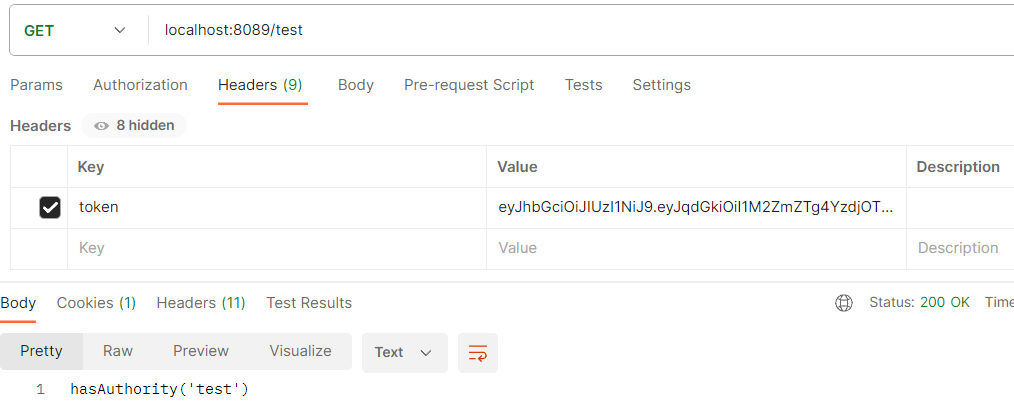 GET localhost:8089/test
Params Authorization Headers (9) Body Pre-request Script Tests Settings
Headers 8 hidden
Key Value Description
token eyJhbGciOiJIUzI1NiJ9.eyJqdGkiOiI1M2ZmZTg4YzdjOT...
Key Value Description
Body Cookies (1) Headers (11) Test Results Status: 200 OK Time
Pretty Raw Preview Visualize Text
1 hasAuthority('test')